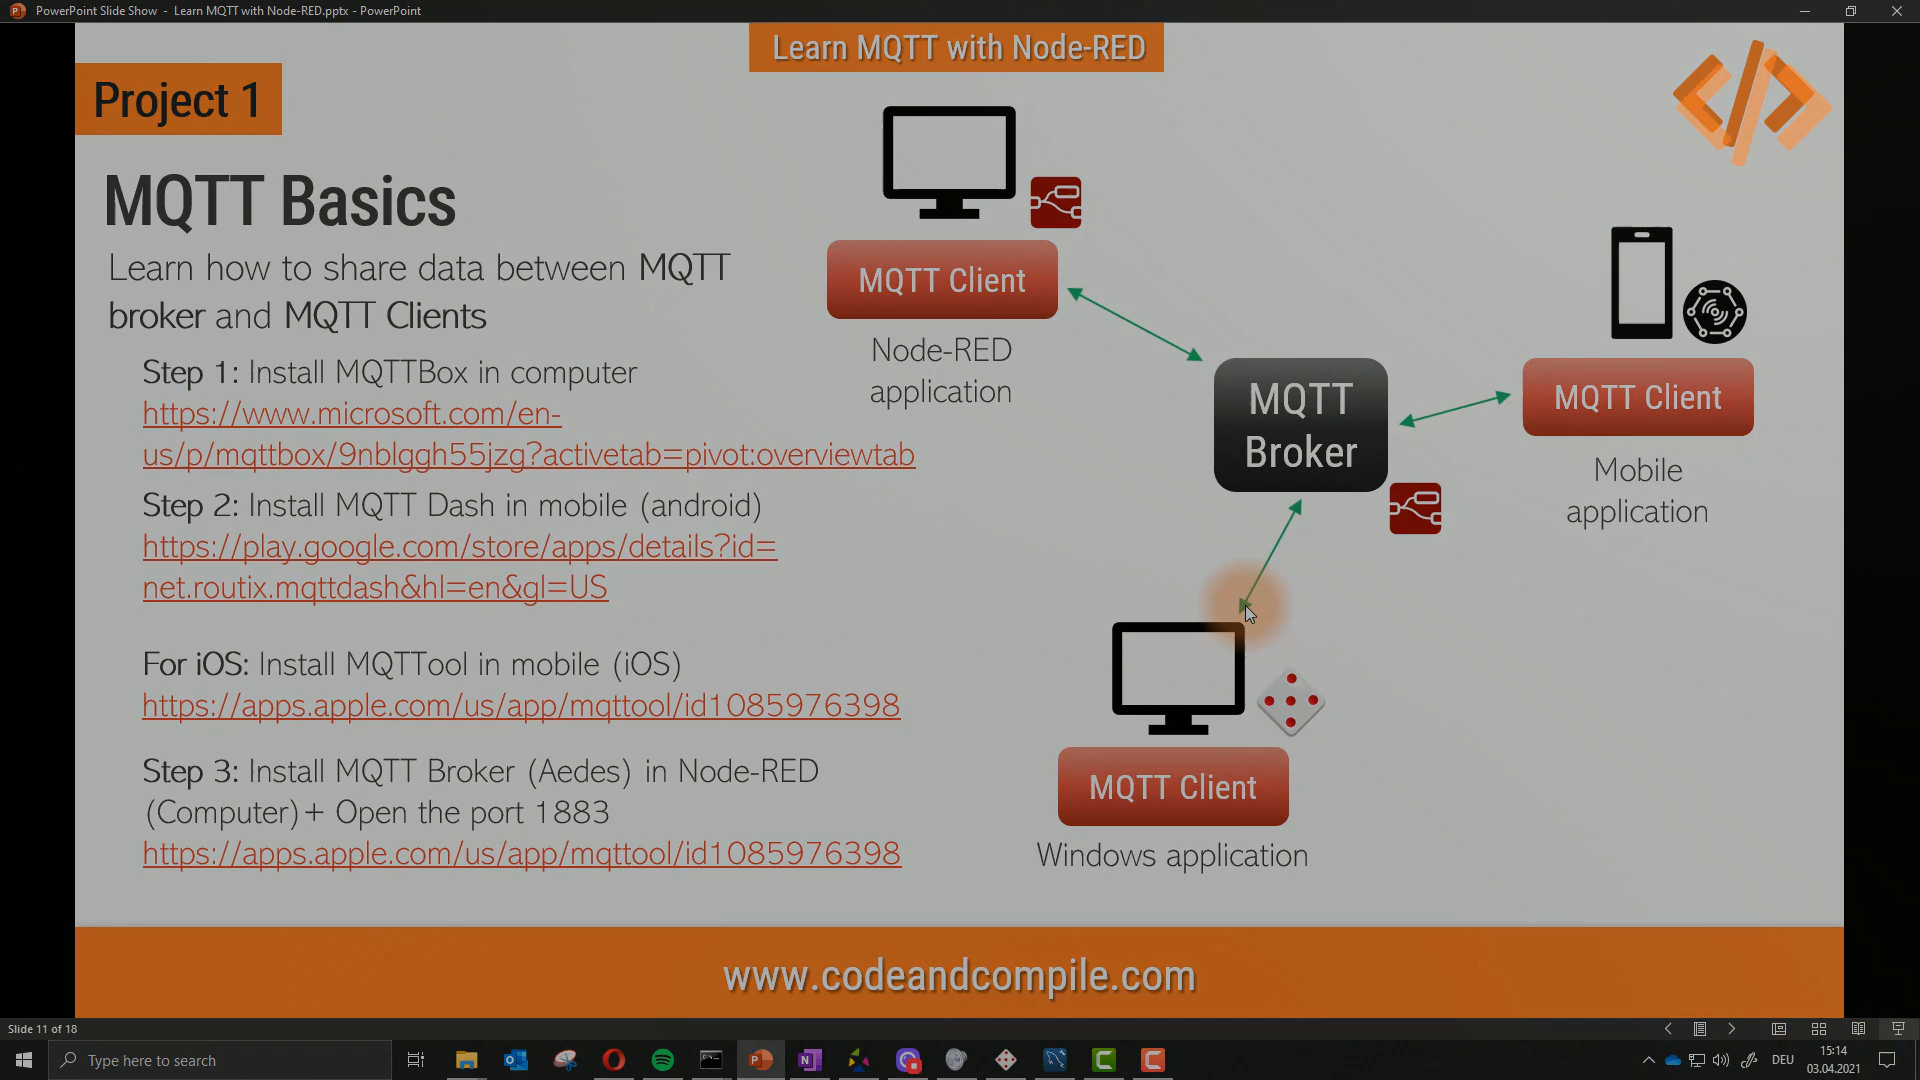 PowerPoint Slide Show - Learn MQTT with Node-RED.pptx - PowerPoint
Learn MQTT with Node-RED
Project 1
MQTT Basics
Learn how to share data between MQTT
broker and MQTT Clients
Step 1: Install MQTTBox in computer
https://www.microsoft.com/en-
us/p/mqttbox/9nblggh55jzg?activetab=pivot:overviewtab
Step 2: Install MQTT Dash in mobile (android)
https://play.google.com/store/apps/details?id=
net.routix.mqttdash&hl=en&gl=US
For iOS: Install MQTTool in mobile (iOS)
https://apps.apple.com/us/app/mqttool/id1085976398
Step 3: Install MQTT Broker (Aedes) in Node-RED
(Computer)+ Open the port 1883
https://apps.apple.com/us/app/mqttool/id1085976398
MQTT Client
Node-RED
application
MQTT
Broker
MQTT Client
Mobile
application
MQTT Client
Windows application
www.codeandcompile.com
Slide 11 of 18
Type here to search
DEU
15:14
03.04.2021